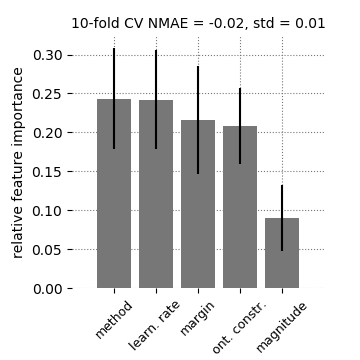 10-fold CV NMAE = -0.02, std = 0.01
relative feature importance
0.30
0.25
0.20
0.15
0.10
0.05
0.00
method
learn. rate
margin
ont. constr.
magnitude